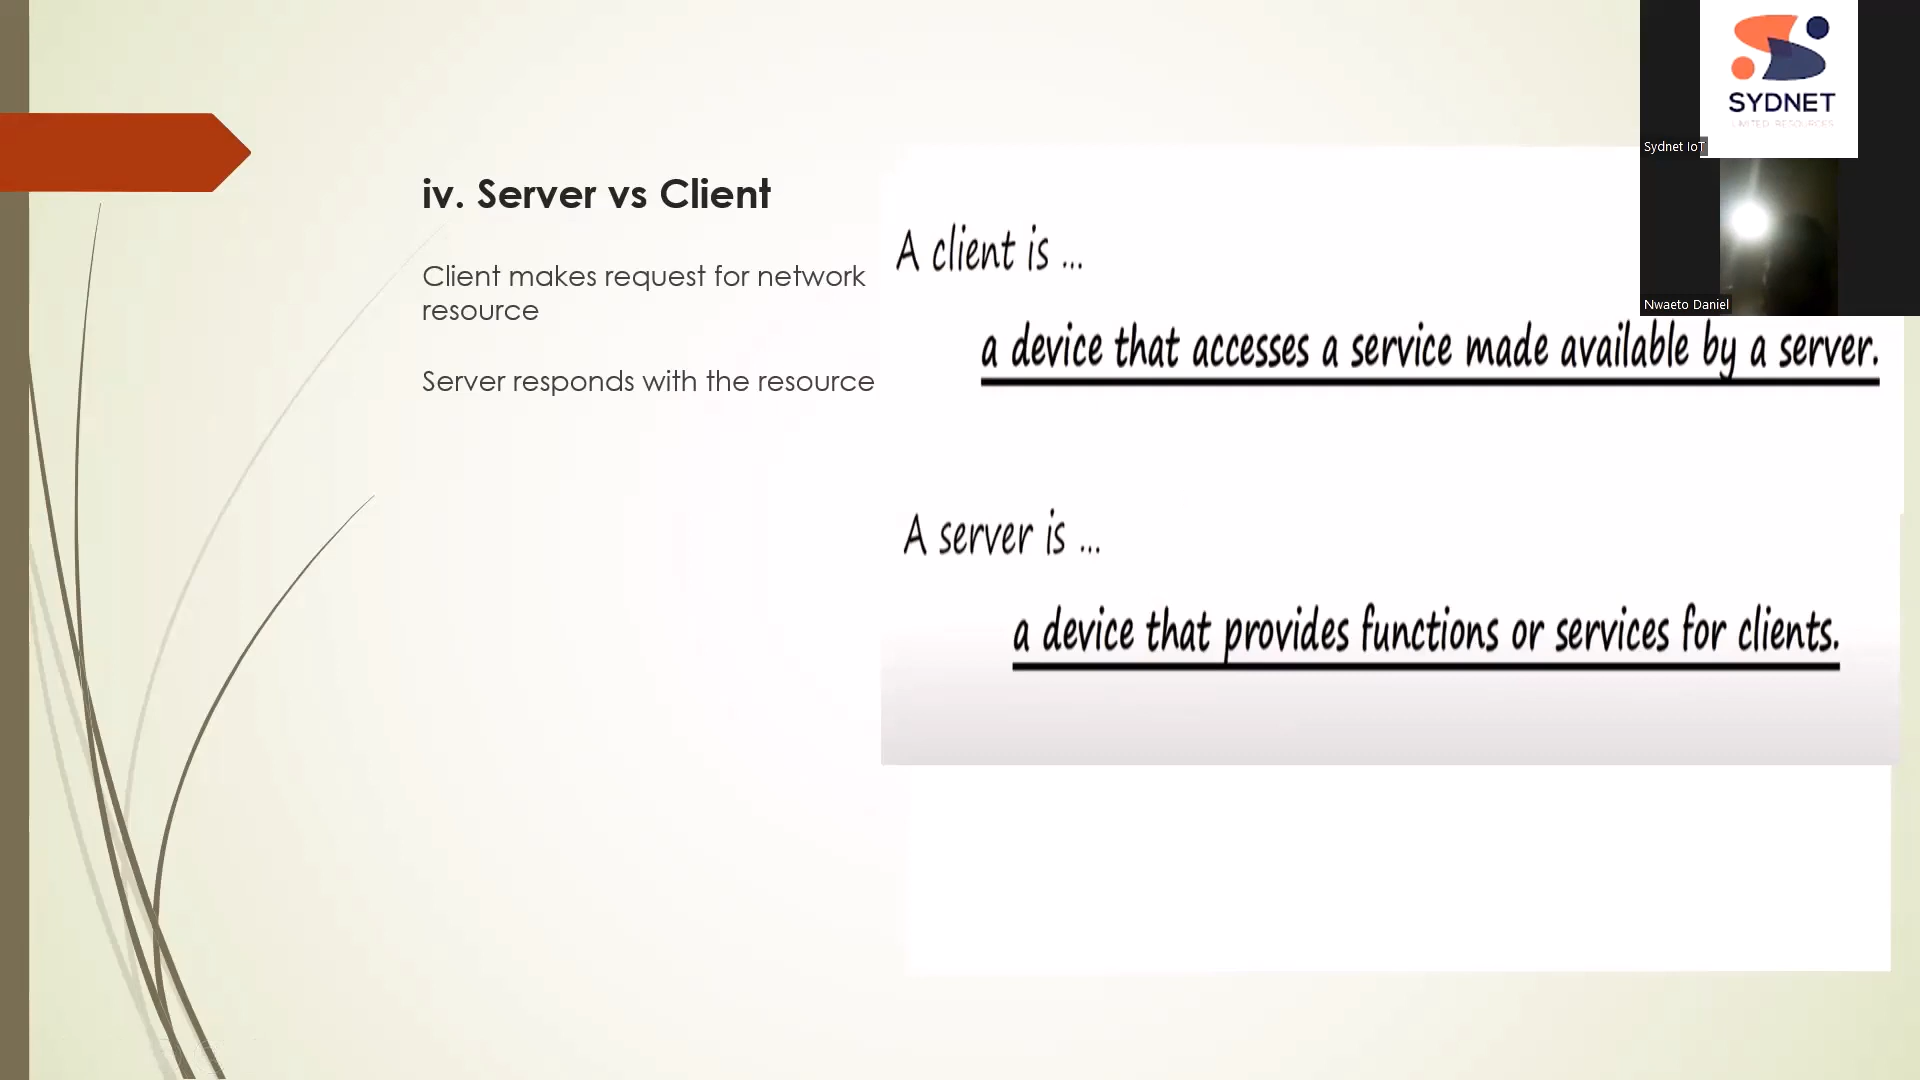 iv. Server vs Client
Client makes request for network
resource
Server responds with the resource
A client is ...
a device that accesses a service made available by a server.
A server is ...
a device that provides functions or services for clients.
SYDNET
LIMITED RESOURCES
Sydnet IoT
Nwaeto Daniel